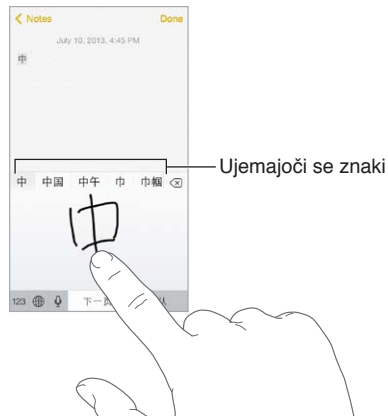 Notes Done
July 10, 2013, 4:45 PM
中
Ujemajoči se znaki
中 中国 中午 巾 巾帼
中
123 下一